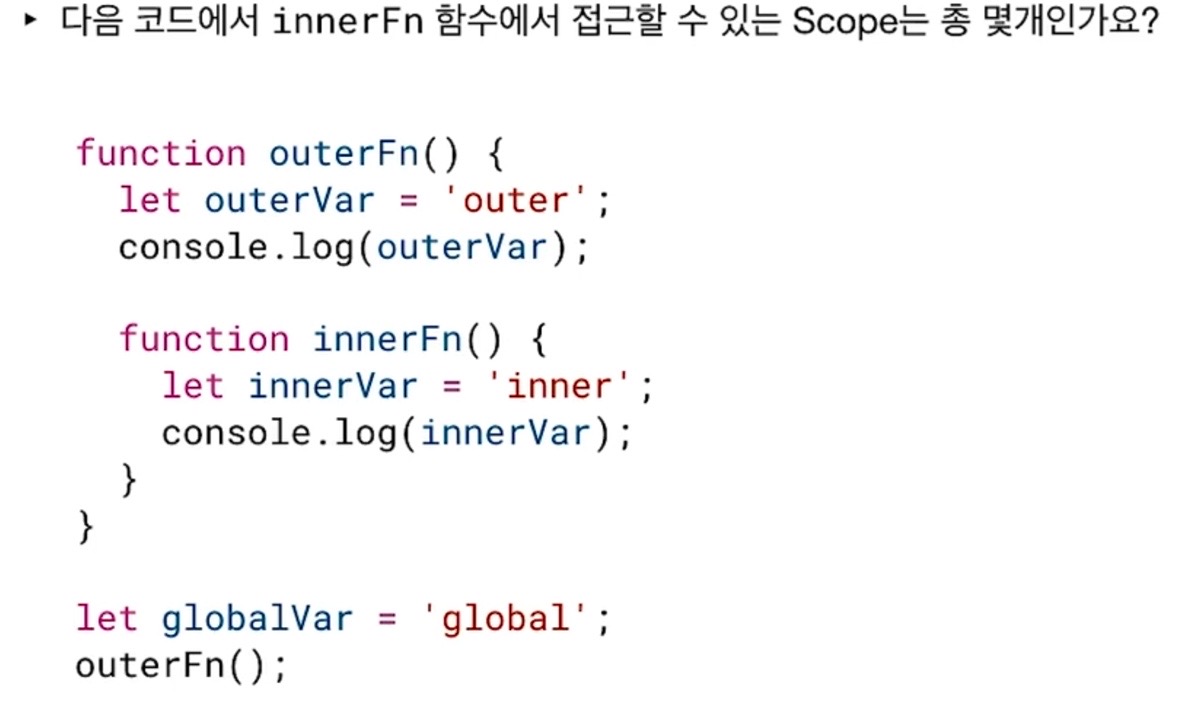 ▸ 다음 코드에서 innerFn 함수에서 접근할 수 있는 Scope는 총 몇개인가요?
function outerFn() {
  let outerVar = 'outer';
  console.log(outerVar);
  function innerFn() {
    let innerVar = 'inner';
    console.log(innerVar);
  }
}
let globalVar = 'global';
outerFn();